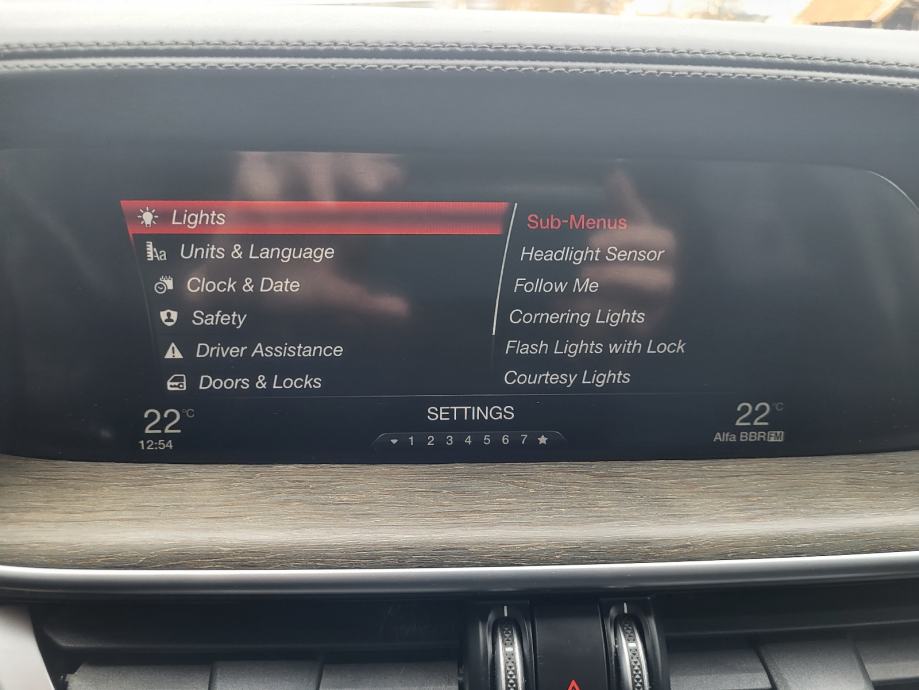 Lights
Units & Language
Clock & Date
Safety
Driver Assistance
Doors & Locks
Sub-Menus
Headlight Sensor
Follow Me
Cornering Lights
Flash Lights with Lock
Courtesy Lights
22°C
12:54
SETTINGS
1 2 3 4 5 6 7
22°C
Alfa BBR FM